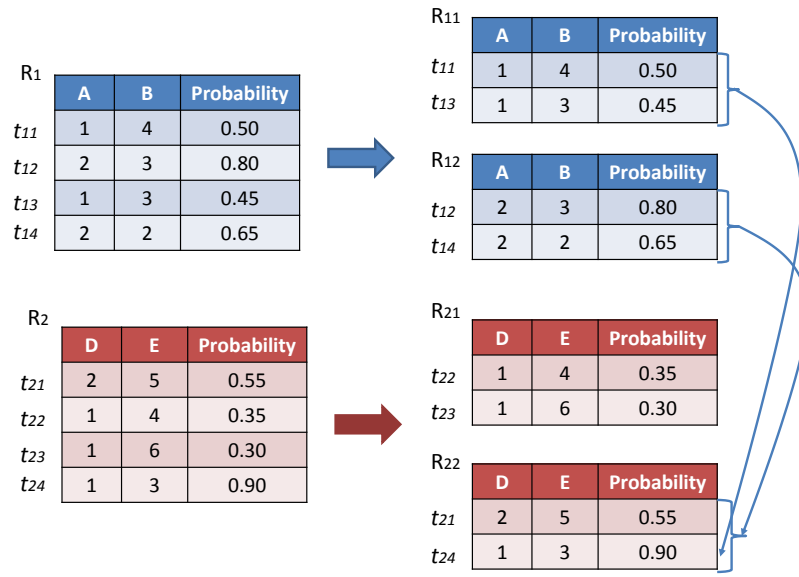 R11
A B Probability
t11 1 4 0.50
t13 1 3 0.45
R1
A B Probability
t11 1 4 0.50
t12 2 3 0.80
t13 1 3 0.45
t14 2 2 0.65
R12
A B Probability
t12 2 3 0.80
t14 2 2 0.65
R2
D E Probability
t21 2 5 0.55
t22 1 4 0.35
t23 1 6 0.30
t24 1 3 0.90
R21
D E Probability
t22 1 4 0.35
t23 1 6 0.30
R22
D E Probability
t21 2 5 0.55
t24 1 3 0.90